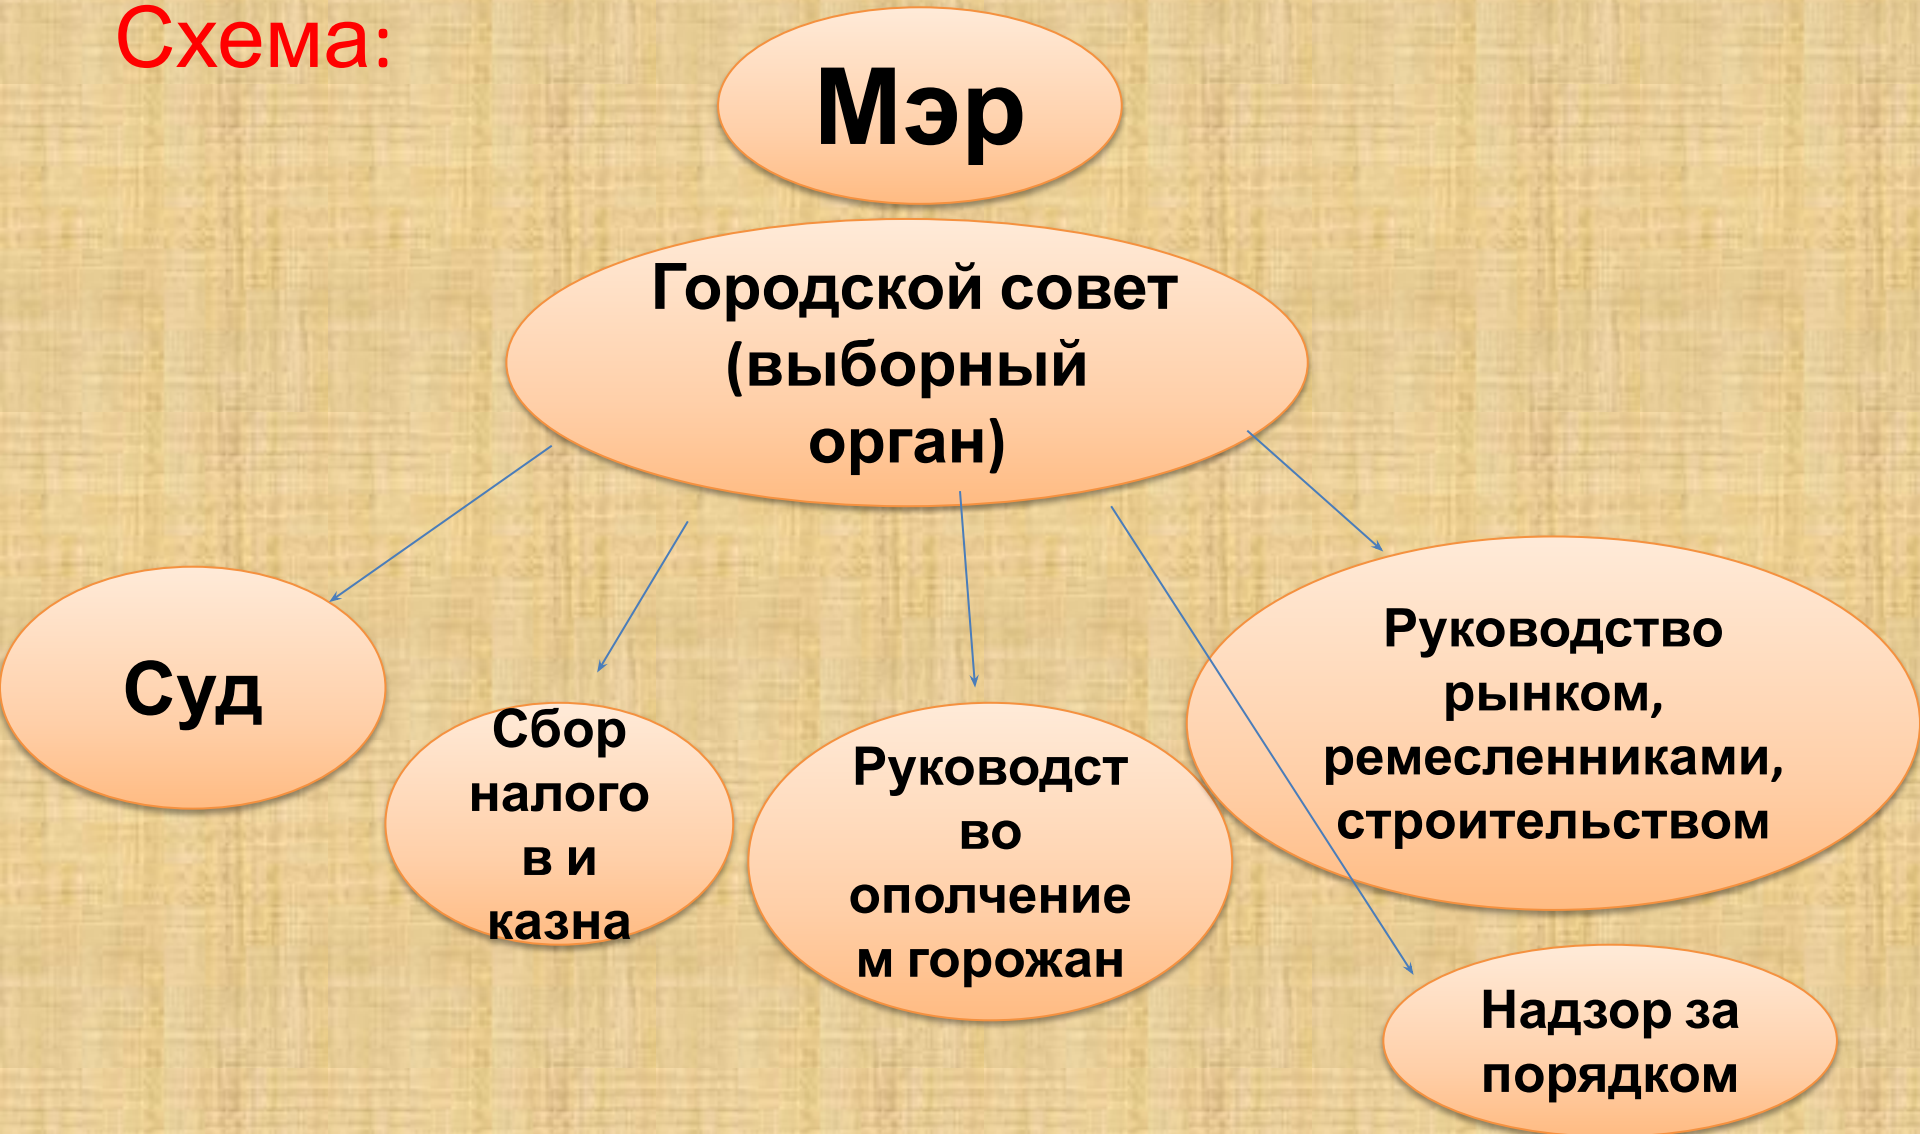 Схема:
Мэр
Городской совет
(выборный
орган)
Суд
Сбор
налого
в и
казна
Руководст
во
ополчение
м горожан
Руководство
рынком,
ремесленниками,
строительством
Надзор за
порядком